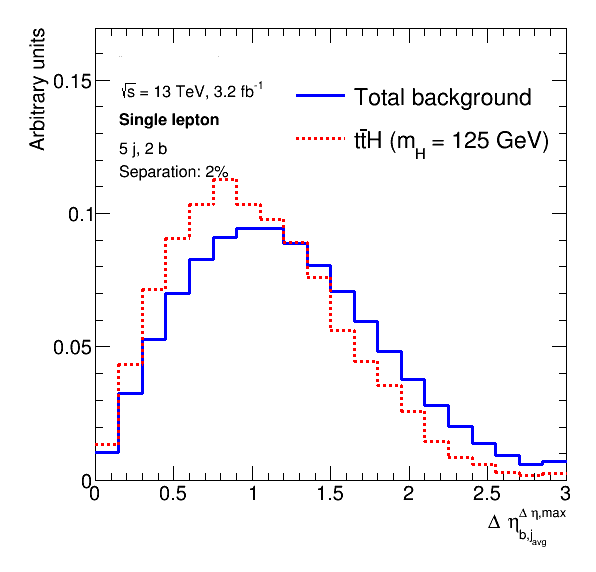 Arbitrary units
√s = 13 TeV, 3.2 fb⁻¹
Single lepton
5 j, 2 b
Separation: 2%
Total background
tt̄H (m_H = 125 GeV)
0.15
0.1
0.05
0
0 0.5 1 1.5 2 2.5 3
Δ η^{Δ η,max}_{b,j_{avg}}